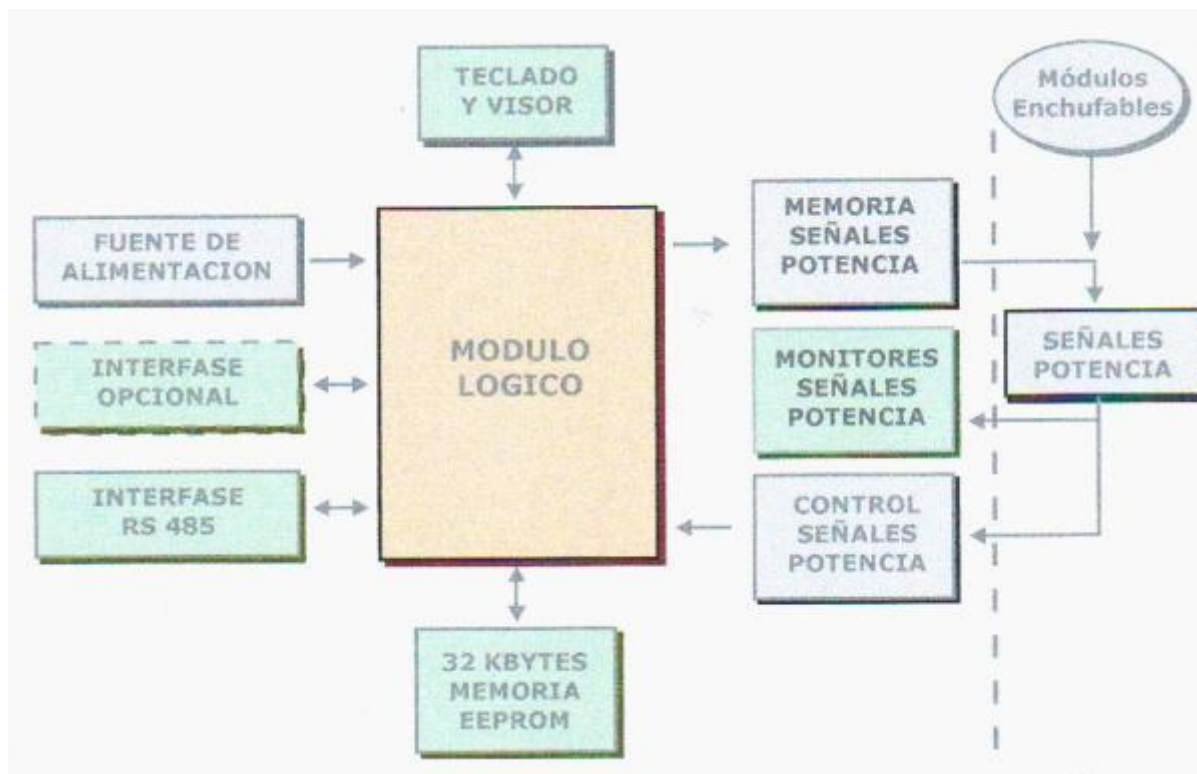 TECLADO
Y VISOR
Módulos
Enchufables
FUENTE DE
ALIMENTACION
MEMORIA
SEÑALES
POTENCIA
INTERFASE
OPCIONAL
MODULO
LOGICO
MONITORES
SEÑALES
POTENCIA
SEÑALES
POTENCIA
INTERFASE
RS 485
CONTROL
SEÑALES
POTENCIA
32 KBYTES
MEMORIA
EEPROM